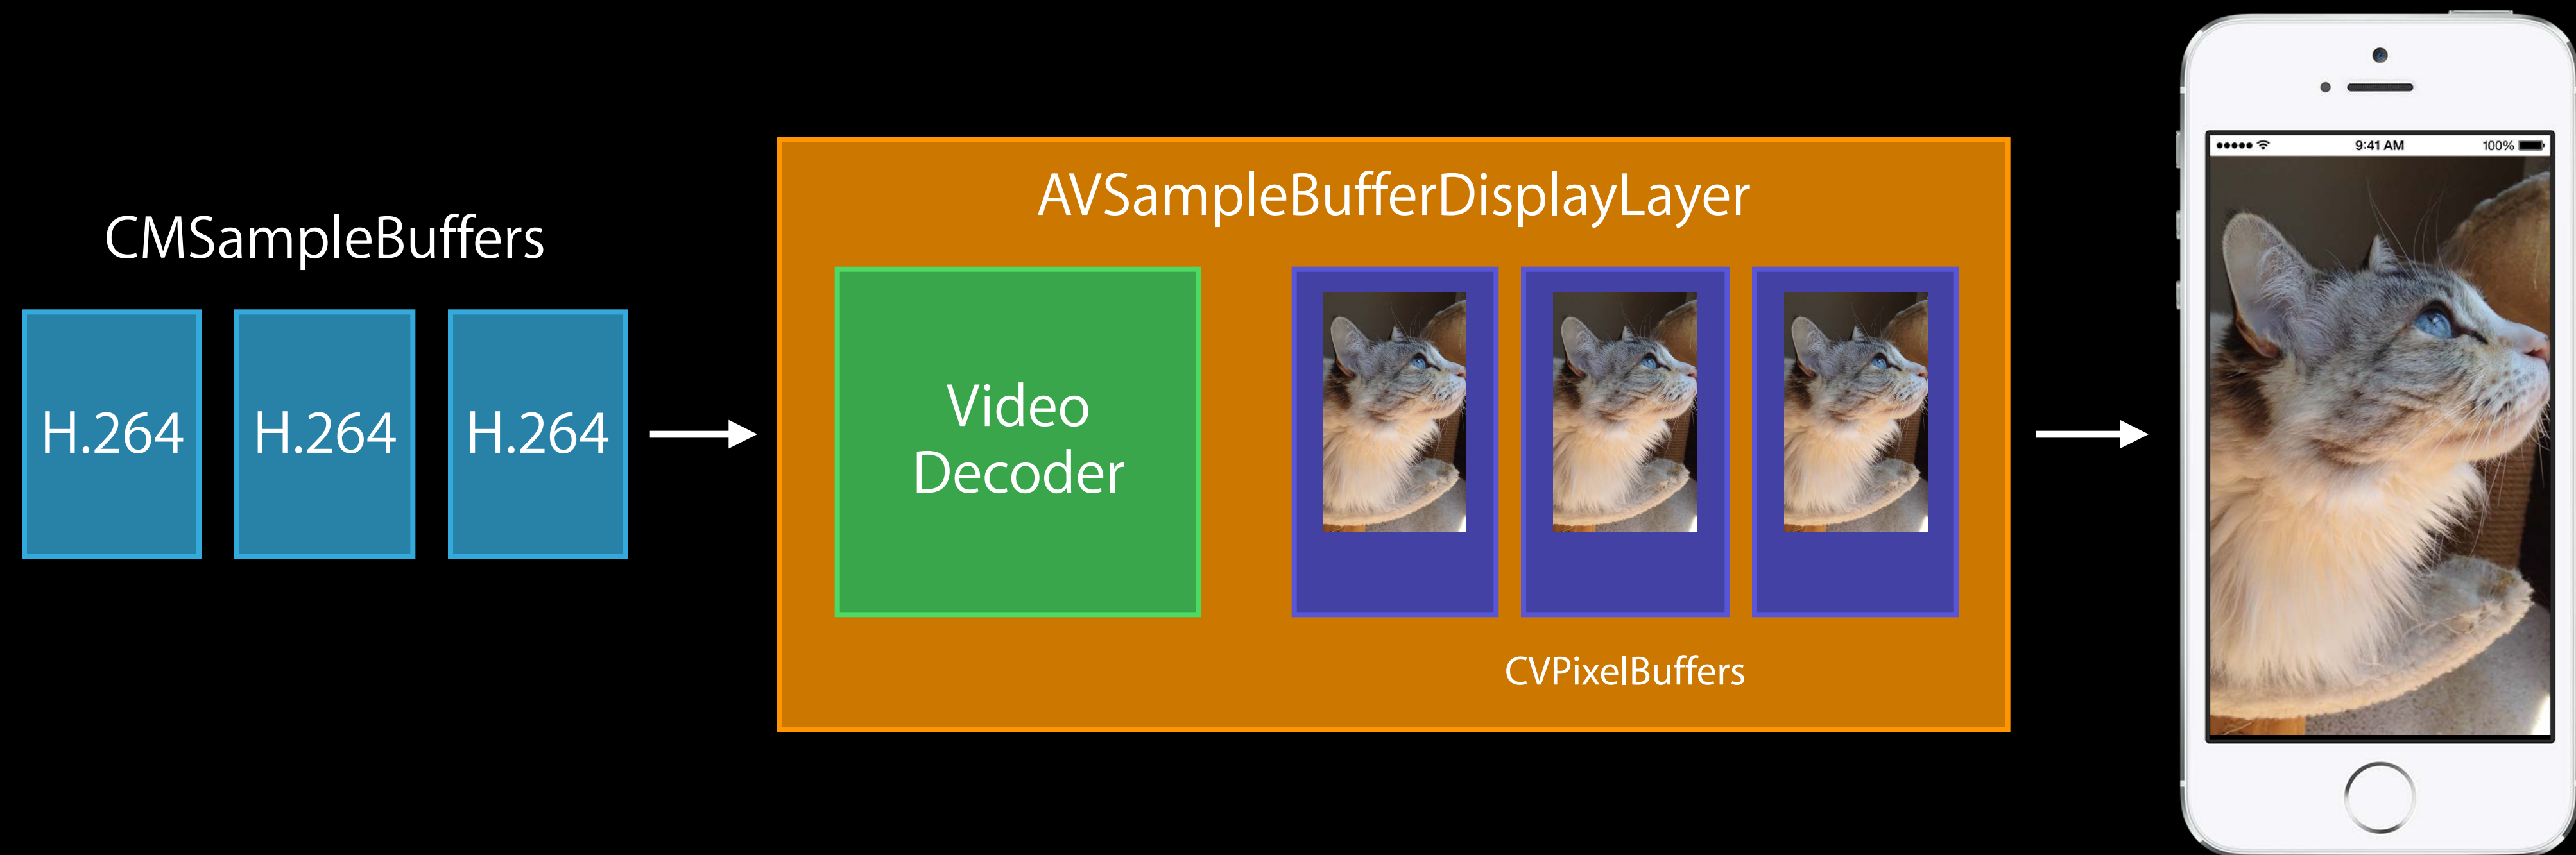 CMSampleBuffers
H.264
H.264
H.264
AVSampleBufferDisplayLayer
Video
Decoder
CVPixelBuffers
9:41 AM
100%